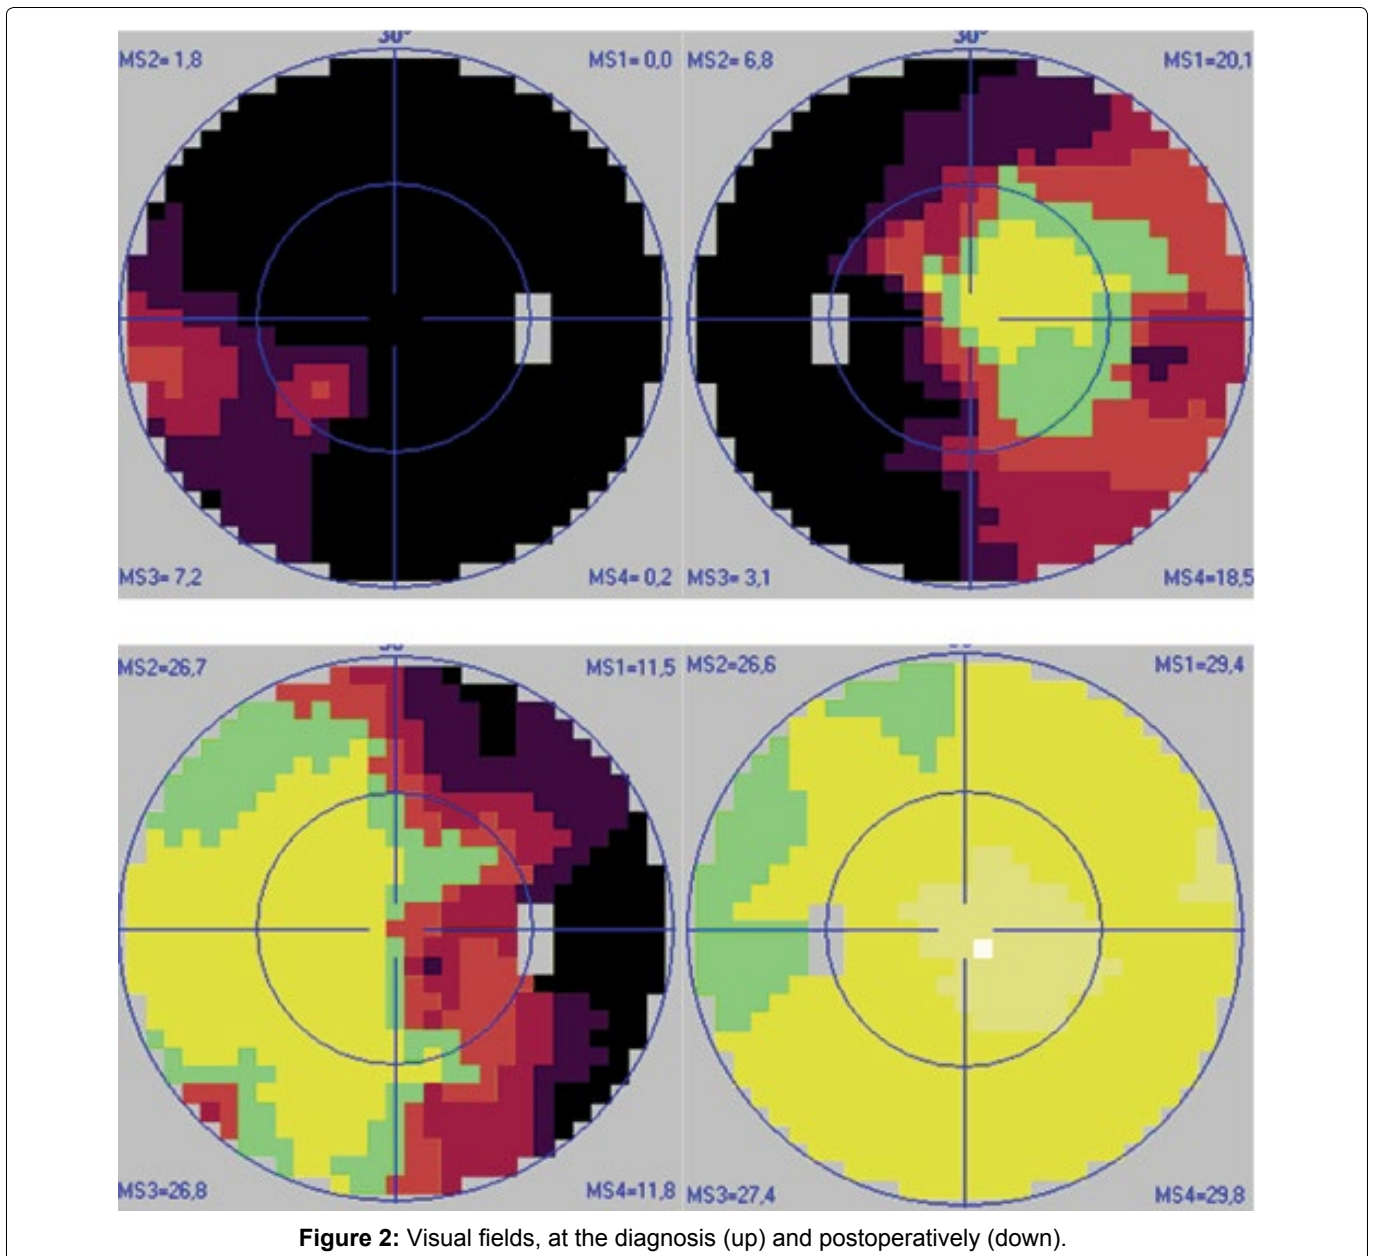 30°
30°
MS2= 1,8
MS1= 0,0
MS2= 6,8
MS1=20,1
MS3= 7,2
MS4= 0,2
MS3= 3,1
MS4=18,5
MS2=26,7
MS1=11,5
MS2=26,6
MS1=29,4
MS3=26,8
MS4=11,8
MS3=27,4
MS4=29,8
Figure 2: Visual fields, at the diagnosis (up) and postoperatively (down).